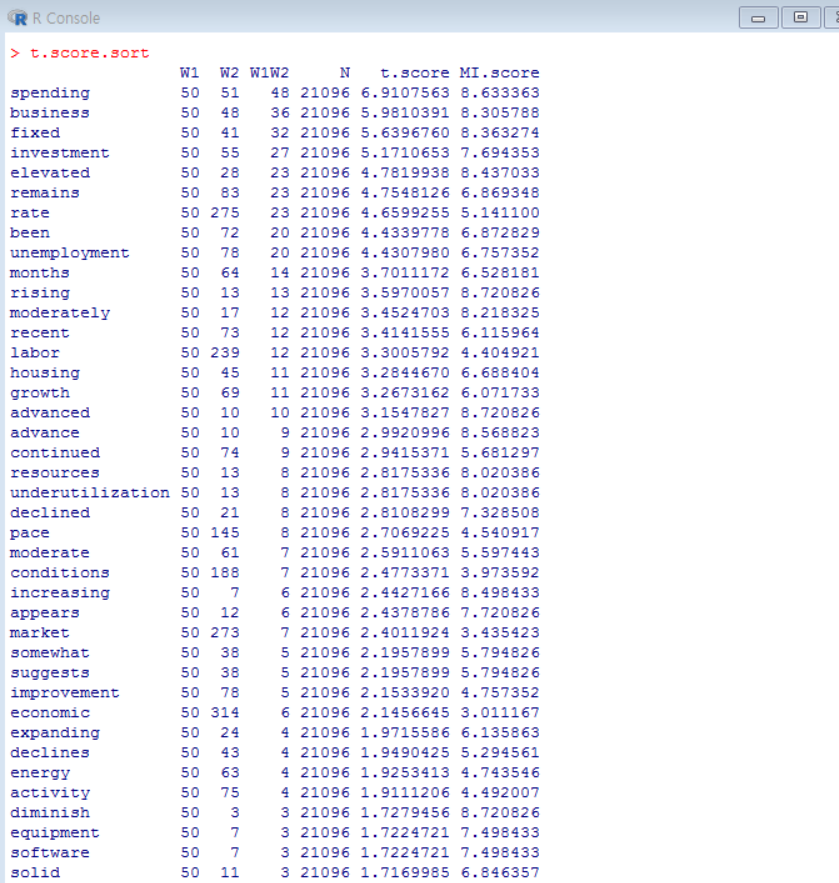 R Console
> t.score.sort
W1 W2 W1W2 N t.score MI.score
spending 50 51 48 21096 6.9107563 8.633363
business 50 48 36 21096 5.9810391 8.305788
fixed 50 41 32 21096 5.6396760 8.363274
investment 50 55 27 21096 5.1710653 7.694353
elevated 50 28 23 21096 4.7819938 8.437033
remains 50 83 23 21096 4.7548126 6.869348
rate 50 275 23 21096 4.6599255 5.141100
been 50 72 20 21096 4.4339778 6.872829
unemployment 50 78 20 21096 4.4307980 6.757352
months 50 64 14 21096 3.7011172 6.528181
rising 50 13 13 21096 3.5970057 8.720826
moderately 50 17 12 21096 3.4524703 8.218325
recent 50 73 12 21096 3.4141555 6.115964
labor 50 239 12 21096 3.3005792 4.404921
housing 50 45 11 21096 3.2844670 6.688404
growth 50 69 11 21096 3.2673162 6.071733
advanced 50 10 10 21096 3.1547827 8.720826
advance 50 10 9 21096 2.9920996 8.568823
continued 50 74 9 21096 2.9415371 5.681297
resources 50 13 8 21096 2.8175336 8.020386
underutilization 50 13 8 21096 2.8175336 8.020386
declined 50 21 8 21096 2.8108299 7.328508
pace 50 145 8 21096 2.7069225 4.540917
moderate 50 61 7 21096 2.5911063 5.597443
conditions 50 188 7 21096 2.4773371 3.973592
increasing 50 7 6 21096 2.4427166 8.498433
appears 50 12 6 21096 2.4378786 7.720826
market 50 273 7 21096 2.4011924 3.435423
somewhat 50 38 5 21096 2.1957899 5.794826
suggests 50 38 5 21096 2.1957899 5.794826
improvement 50 78 5 21096 2.1533920 4.757352
economic 50 314 6 21096 2.1456645 3.011167
expanding 50 24 4 21096 1.9715586 6.135863
declines 50 43 4 21096 1.9490425 5.294561
energy 50 63 4 21096 1.9253413 4.743546
activity 50 75 4 21096 1.9111206 4.492007
diminish 50 3 3 21096 1.7279456 8.720826
equipment 50 7 3 21096 1.7224721 7.498433
software 50 7 3 21096 1.7224721 7.498433
solid 50 11 3 21096 1.7169985 6.846357